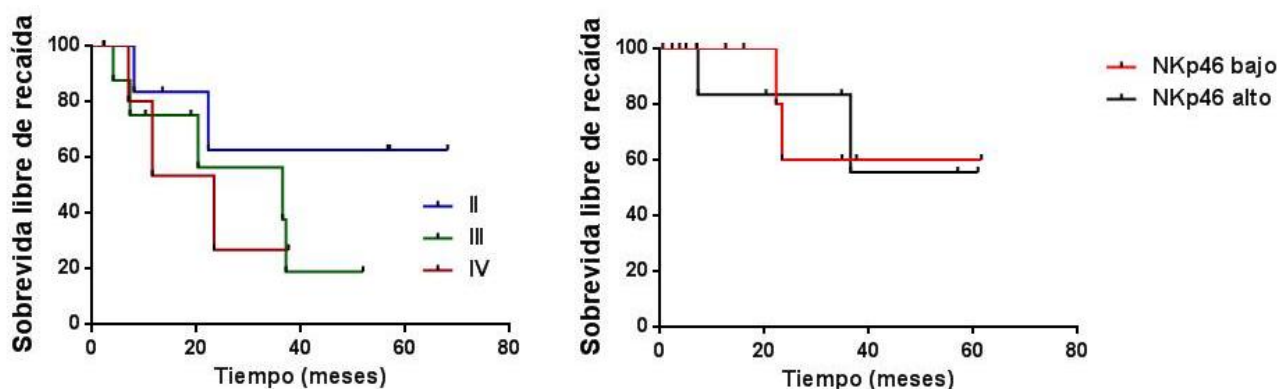 Sobrevida libre de recaída
100
80
60
40
20
0
0 20 40 60 80
Tiempo (meses)
II
III
IV
Sobrevida libre de recaída
100
80
60
40
20
0
0 20 40 60 80
Tiempo (meses)
NKp46 bajo
NKp46 alto